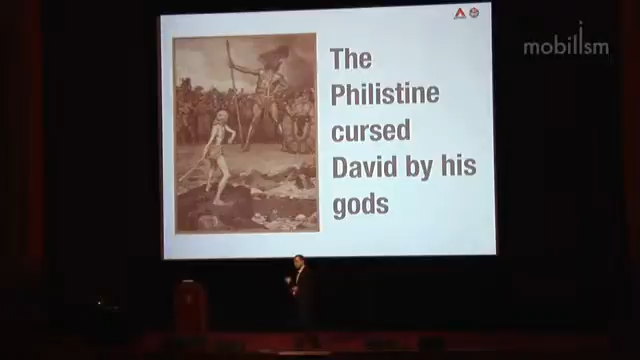 mobilism
The
Philistine
cursed
David by his
gods